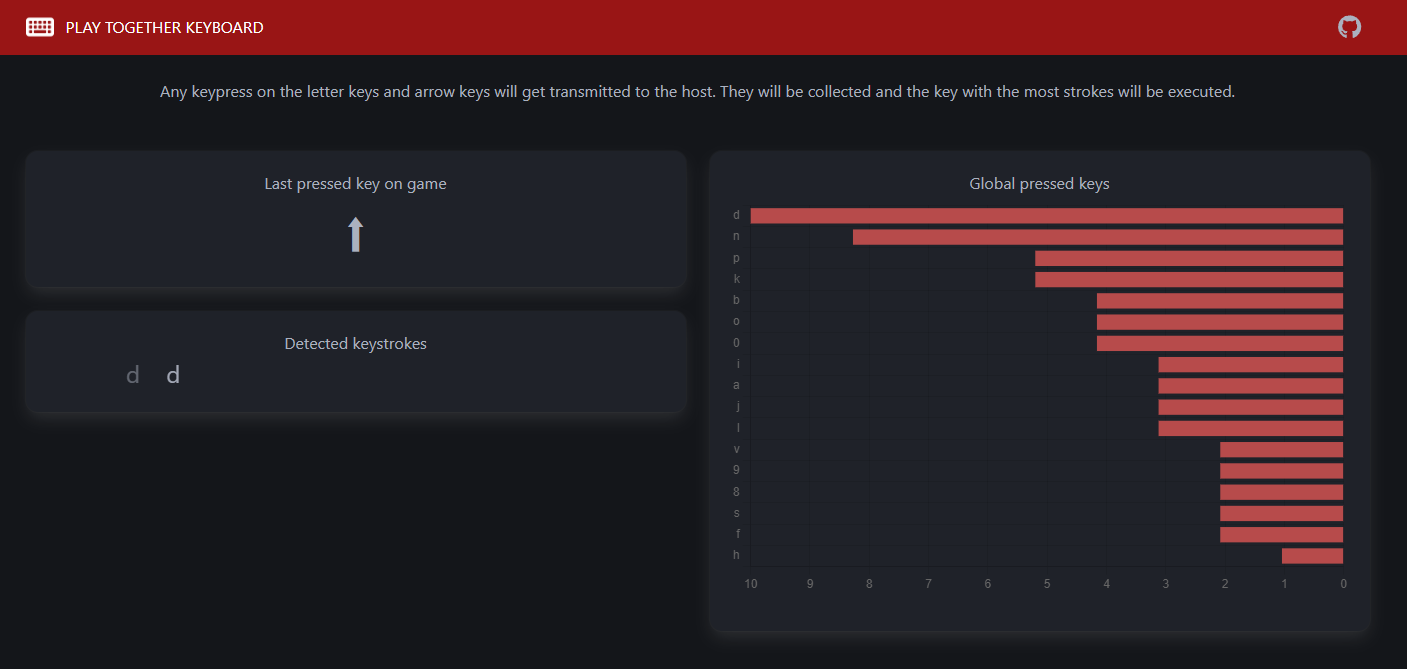 PLAY TOGETHER KEYBOARD
Any keypress on the letter keys and arrow keys will get transmitted to the host. They will be collected and the key with the most strokes will be executed.
Last pressed key on game
Detected keystrokes
d d
Global pressed keys
d
n
p
k
b
o
0
i
a
j
l
v
9
8
s
f
h
10 9 8 7 6 5 4 3 2 1 0